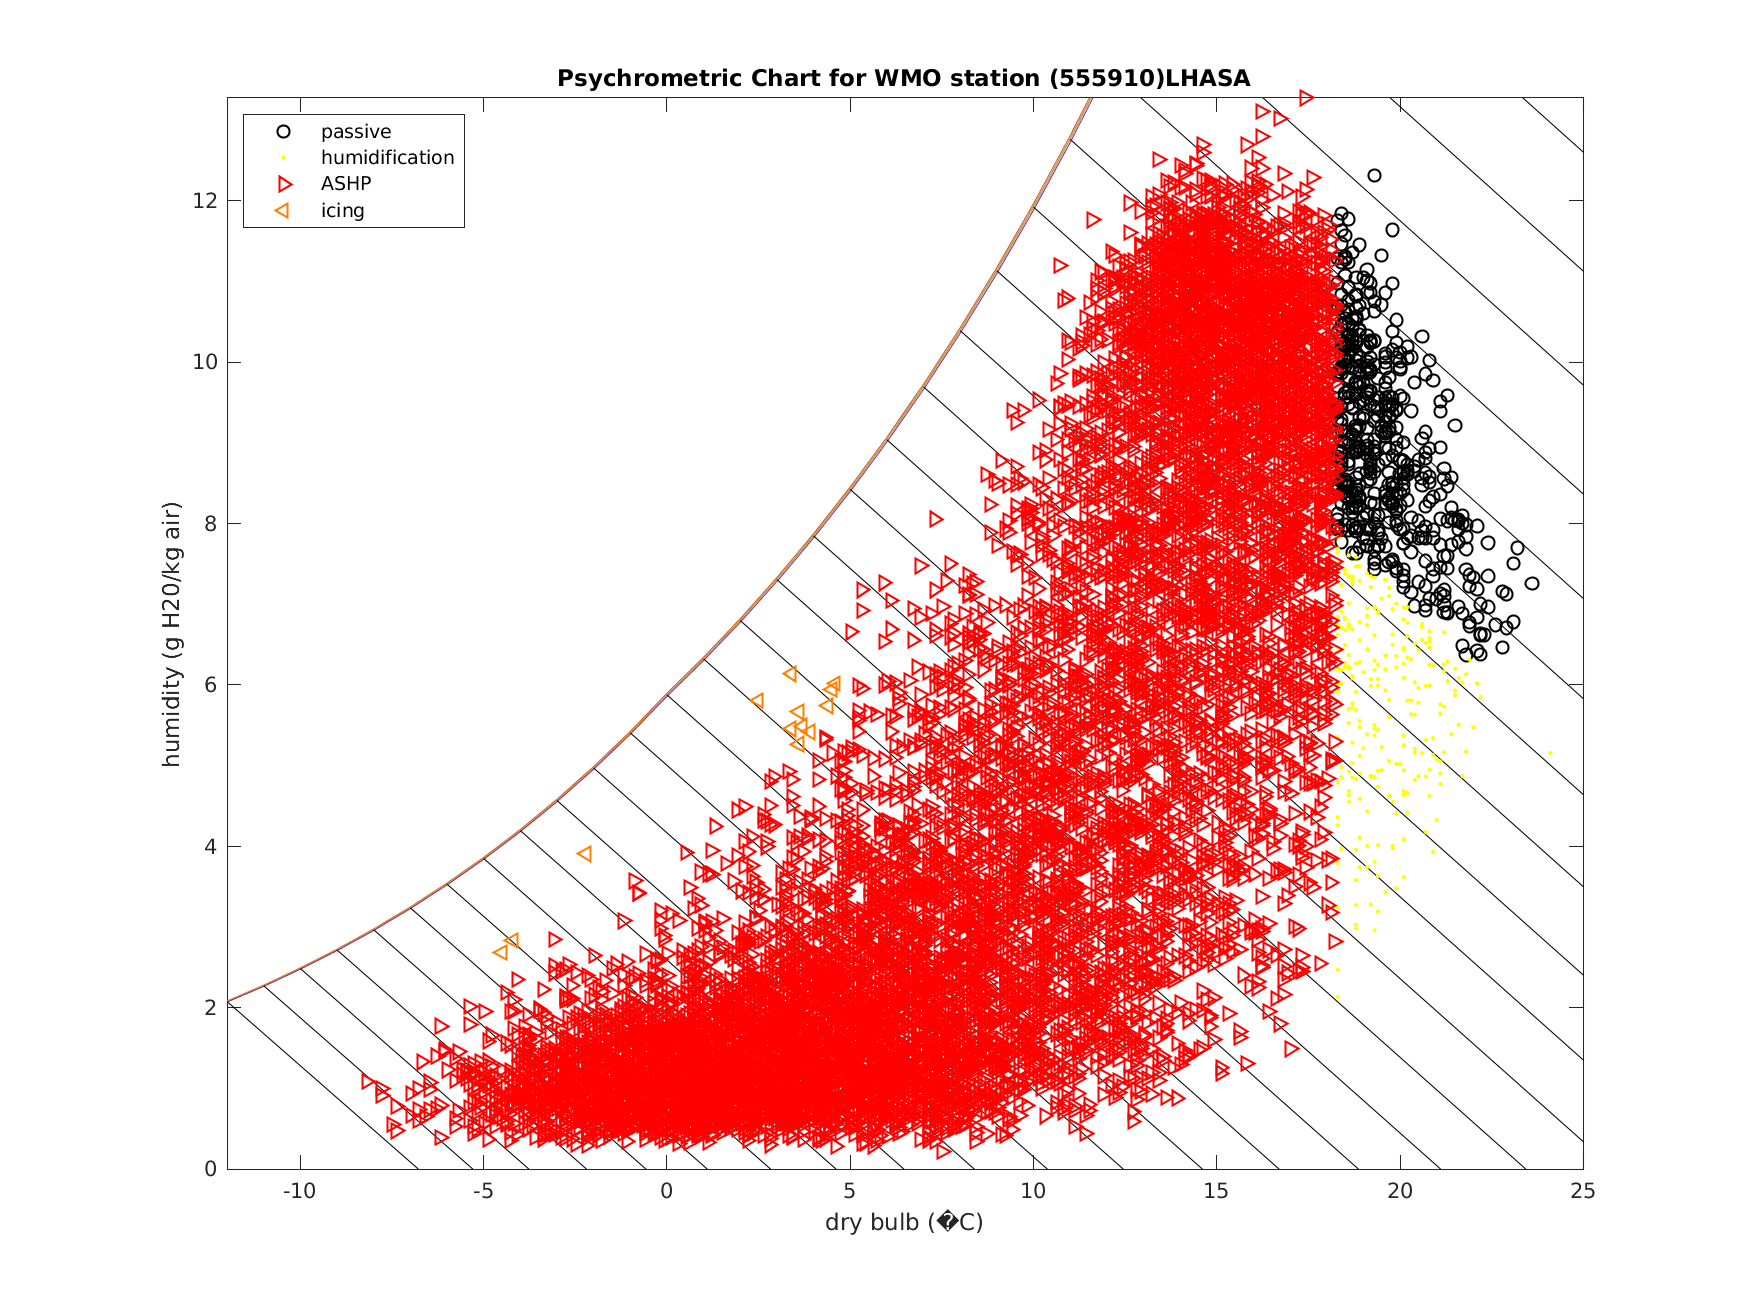 Psychrometric Chart for WMO station (555910)LHASA
passive
humidification
ASHP
icing
humidity (g H20/kg air)
12
10
8
6
4
2
0
-10 -5 0 5 10 15 20 25
dry bulb (�C)